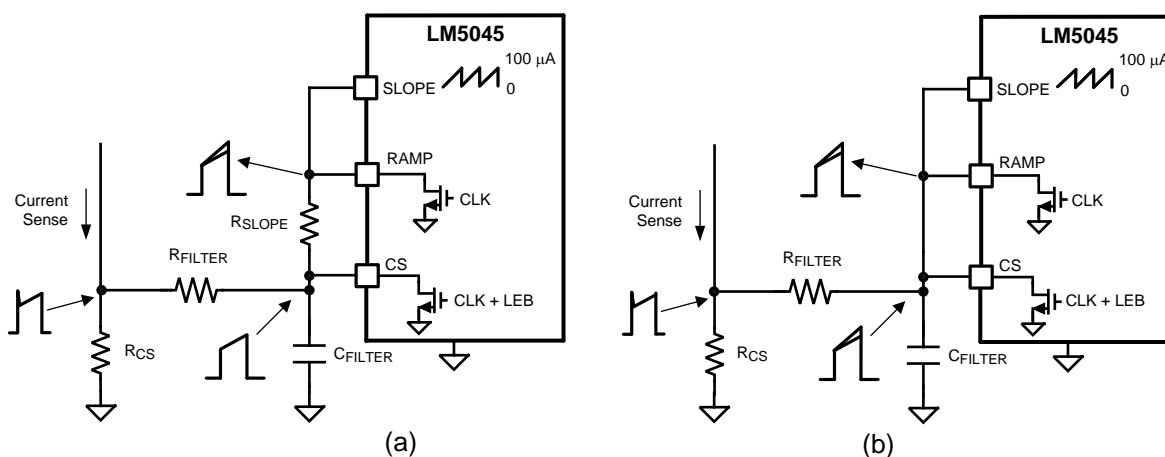 LM5045
100 μA
0
SLOPE
RAMP
CLK
Current
Sense
RSLOPE
RFILTER
CS
CLK + LEB
RCS
CFILTER
(a)
LM5045
100 μA
0
SLOPE
RAMP
CLK
Current
Sense
RFILTER
CS
CLK + LEB
RCS
CFILTER
(b)